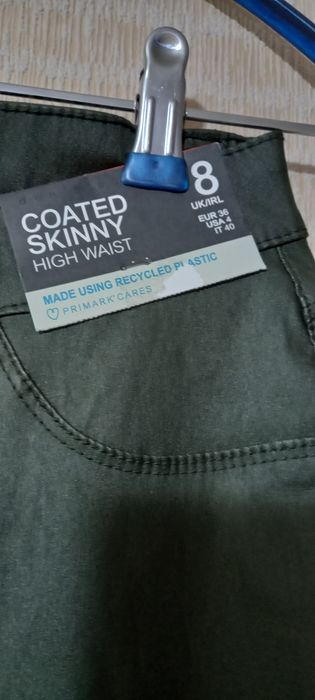 COATED
SKINNY
HIGH WAIST
8
UK/IRL
EUR 36
USA 4
IT 40
MADE USING RECYCLED PLASTIC
PRIMARK CARES